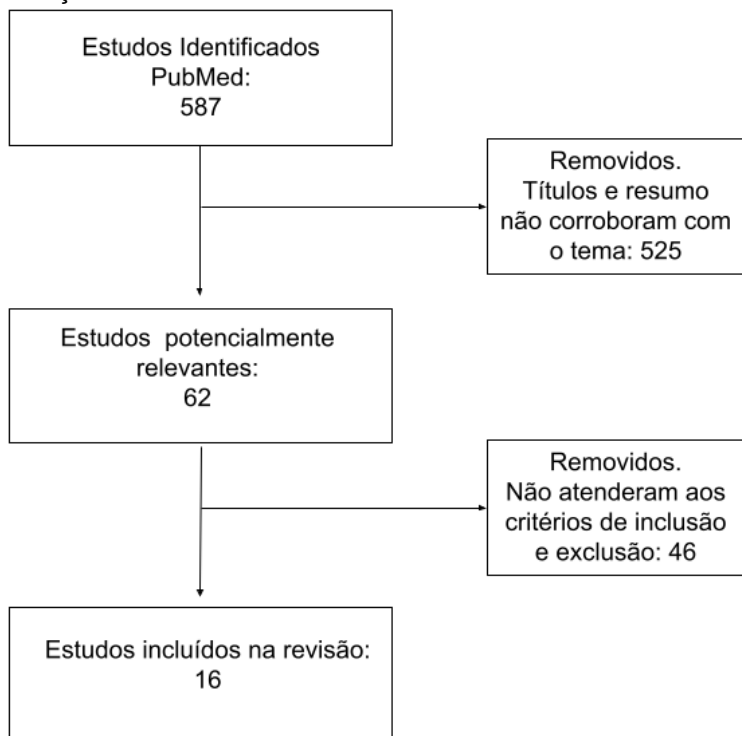 Estudos Identificados
PubMed:
587
Removidos.
Títulos e resumo
não corroboram com
o tema: 525
Estudos potencialmente
relevantes:
62
Removidos.
Não atenderam aos
critérios de inclusão
e exclusão: 46
Estudos incluídos na revisão:
16